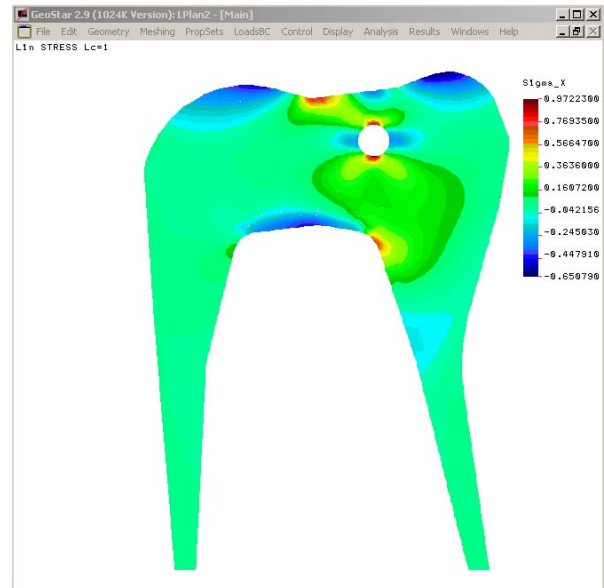 GeoStar 2.9 (1024K Version): LPlan2 - [Main]
File Edit Geometry Meshing PropSets LoadsBC Control Display Analysis Results Windows Help
Lin STRESS Lc=1
Sigma_X
0.9722300
0.7693500
0.5664700
0.3636000
0.1607200
-0.042156
-0.245030
-0.447910
-0.650790